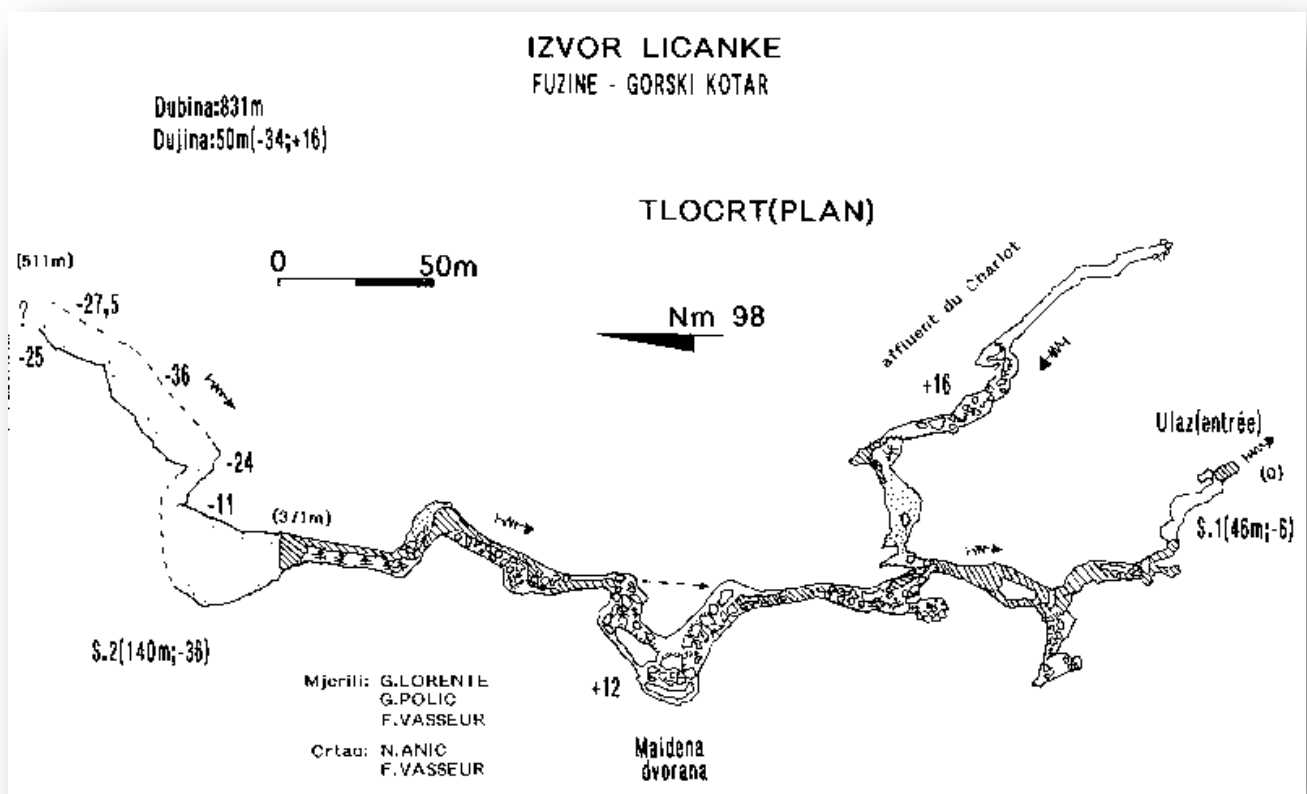 IZVOR LICANKE
FUZINE - GORSKI KOTAR
Dubina:831m
Dujina:50m(-34;+16)
TLOCRT(PLAN)
(511m)
0 50m
?
-27,5
-25
Nm 98
affluent du Charlot
-36
+16
Ulaz(entrée)
(0)
-24
-11
(371m)
S.1(46m;-6)
S.2(140m;-36)
+12
Mjerili: G.LORENTE
G.POLIC
F.VASSEUR
Crtao: N.ANIC
F.VASSEUR
Maidena
dvorana